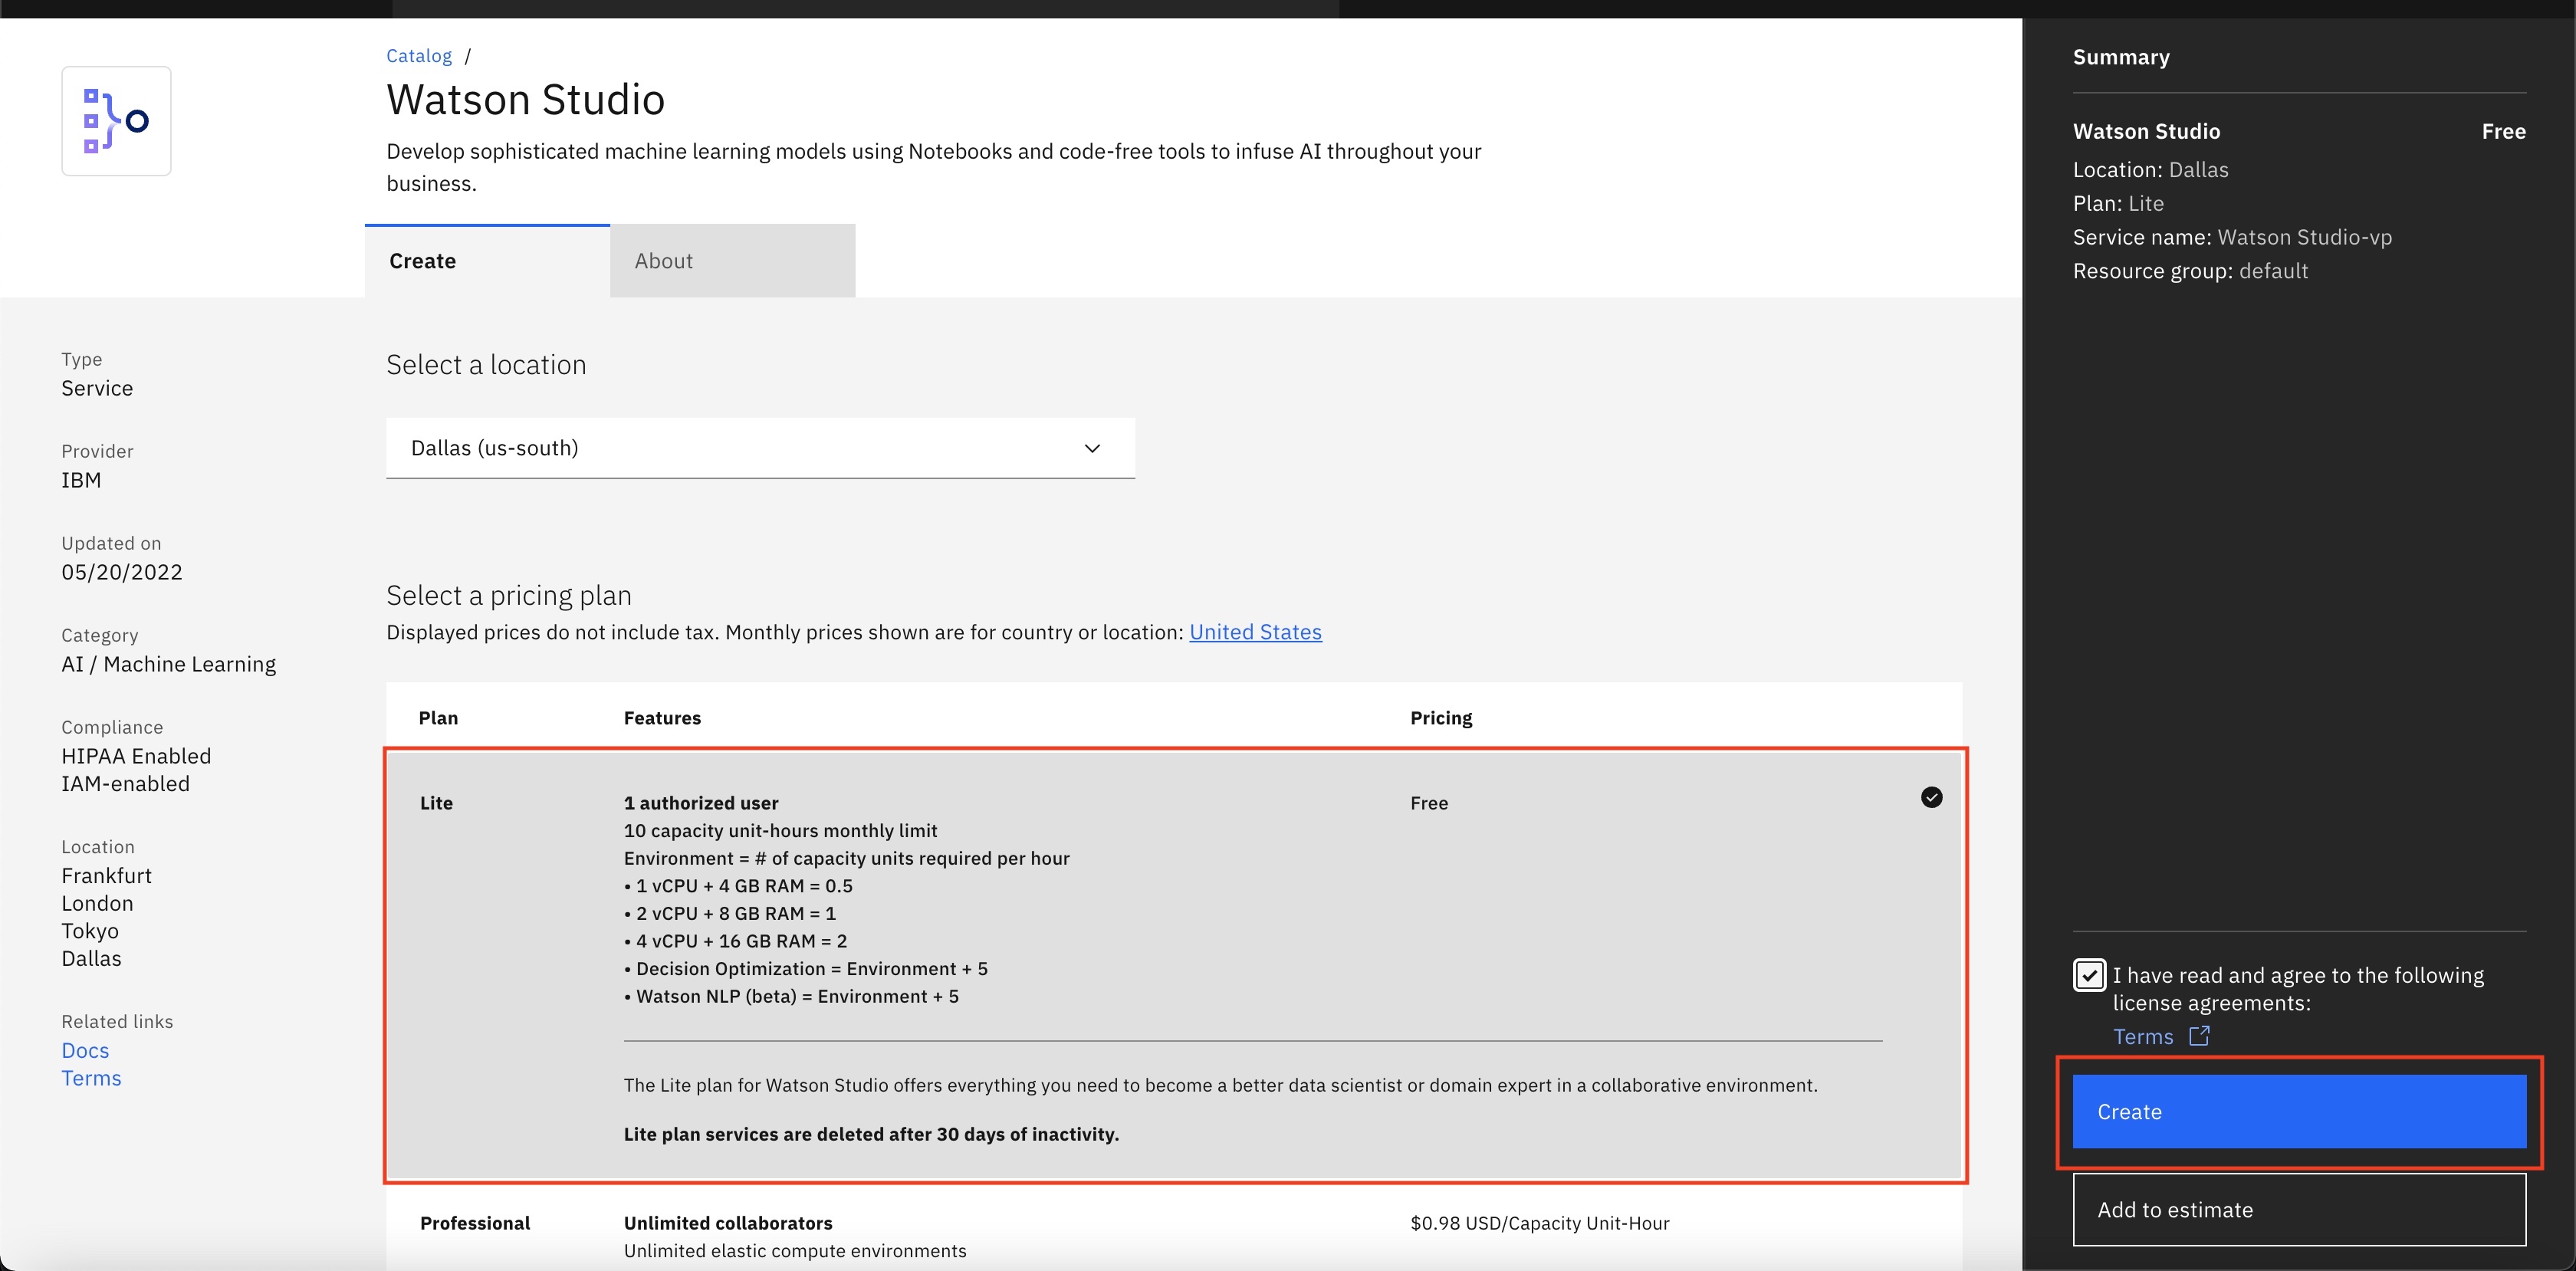 Catalog /
Watson Studio
Develop sophisticated machine learning models using Notebooks and code-free tools to infuse AI throughout your
business.
Create
About
Type
Service
Provider
IBM
Updated on
05/20/2022
Category
AI / Machine Learning
Compliance
HIPAA Enabled
IAM-enabled
Location
Frankfurt
London
Tokyo
Dallas
Related links
Docs
Terms
Select a location
Dallas (us-south)
Select a pricing plan
Displayed prices do not include tax. Monthly prices shown are for country or location: United States
Plan Features Pricing
Lite 1 authorized user Free
10 capacity unit-hours monthly limit
Environment = # of capacity units required per hour
• 1 vCPU + 4 GB RAM = 0.5
• 2 vCPU + 8 GB RAM = 1
• 4 vCPU + 16 GB RAM = 2
• Decision Optimization = Environment + 5
• Watson NLP (beta) = Environment + 5
The Lite plan for Watson Studio offers everything you need to become a better data scientist or domain expert in a collaborative environment.
Lite plan services are deleted after 30 days of inactivity.
Professional Unlimited collaborators $0.98 USD/Capacity Unit-Hour
Unlimited elastic compute environments
Summary
Watson Studio Free
Location: Dallas
Plan: Lite
Service name: Watson Studio-vp
Resource group: default
I have read and agree to the following
license agreements:
Terms
Create
Add to estimate